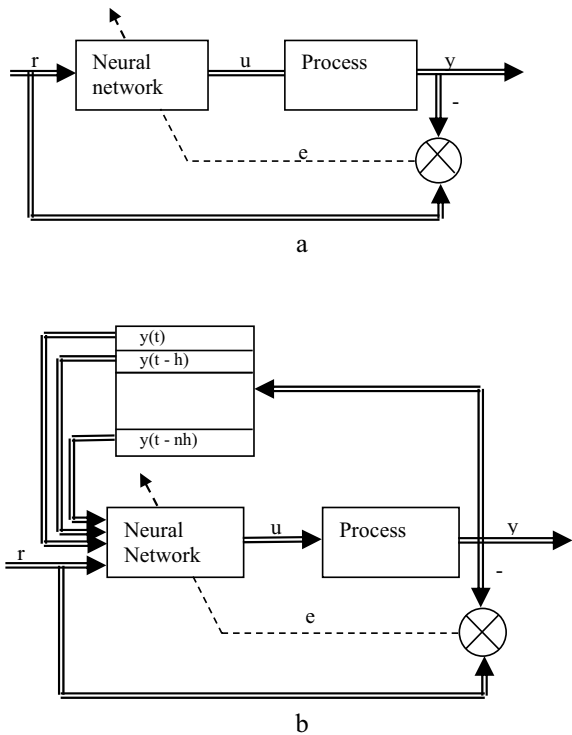 r
Neural
network
u
Process
y
-
e
a
y(t)
y(t - h)
y(t - nh)
r
Neural
Network
u
Process
y
-
e
b